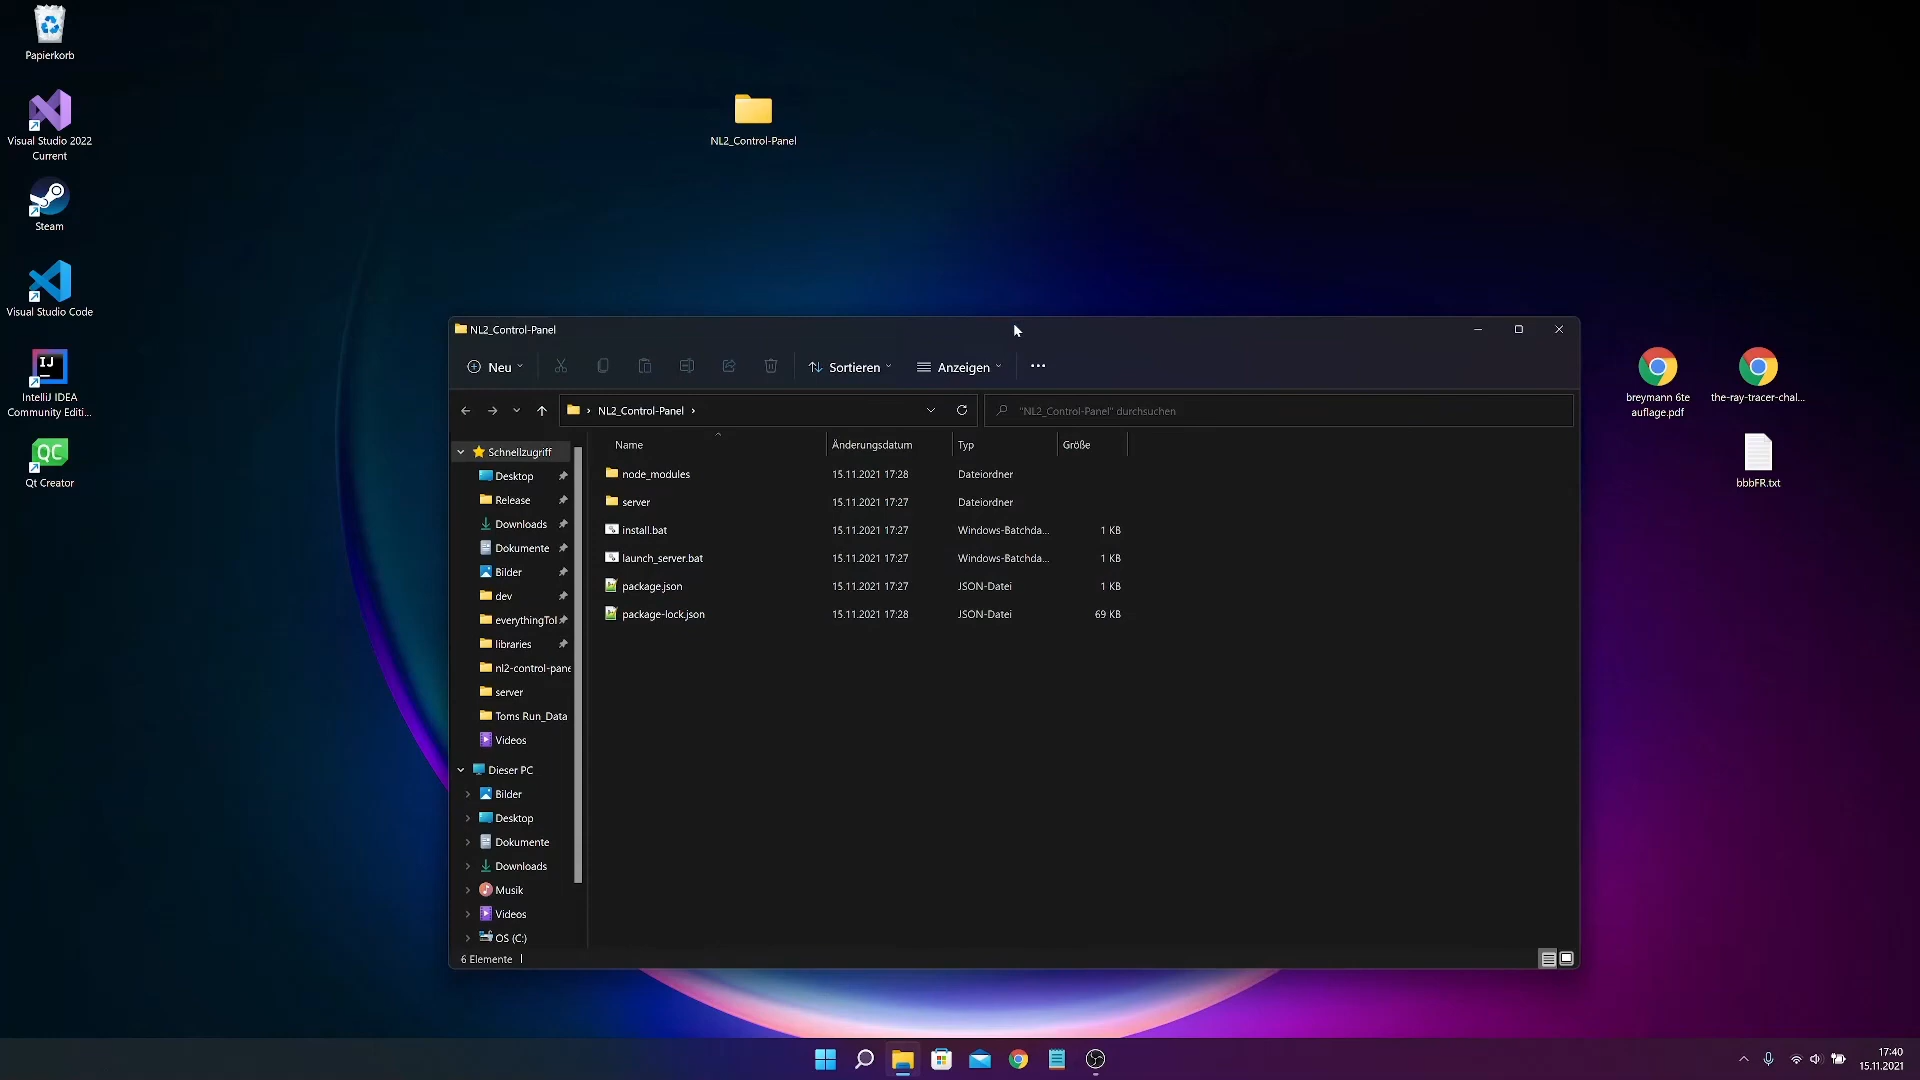 Papierkorb
Visual Studio 2022
Current
Steam
Visual Studio Code
IntelliJ IDEA
Community Editi...
Qt Creator
NL2_Control-Panel
breymann 6te
auflage.pdf
the-ray-tracer-chal...
bbbFR.txt
NL2_Control-Panel
Neu
Sortieren
Anzeigen
NL2_Control-Panel
"NL2_Control-Panel" durchsuchen
Name Änderungsdatum Typ Größe
node_modules 15.11.2021 17:28 Dateiordner
server 15.11.2021 17:27 Dateiordner
install.bat 15.11.2021 17:27 Windows-Batchda... 1 KB
launch_server.bat 15.11.2021 17:27 Windows-Batchda... 1 KB
package.json 15.11.2021 17:27 JSON-Datei 1 KB
package-lock.json 15.11.2021 17:28 JSON-Datei 69 KB
Schnellzugriff
Desktop
Release
Downloads
Dokumente
Bilder
dev
everythingTol
libraries
nl2-control-pane
server
Toms Run_Data
Videos
Dieser PC
Bilder
Desktop
Dokumente
Downloads
Musik
Videos
OS (C:)
6 Elemente
17:40
15.11.2021